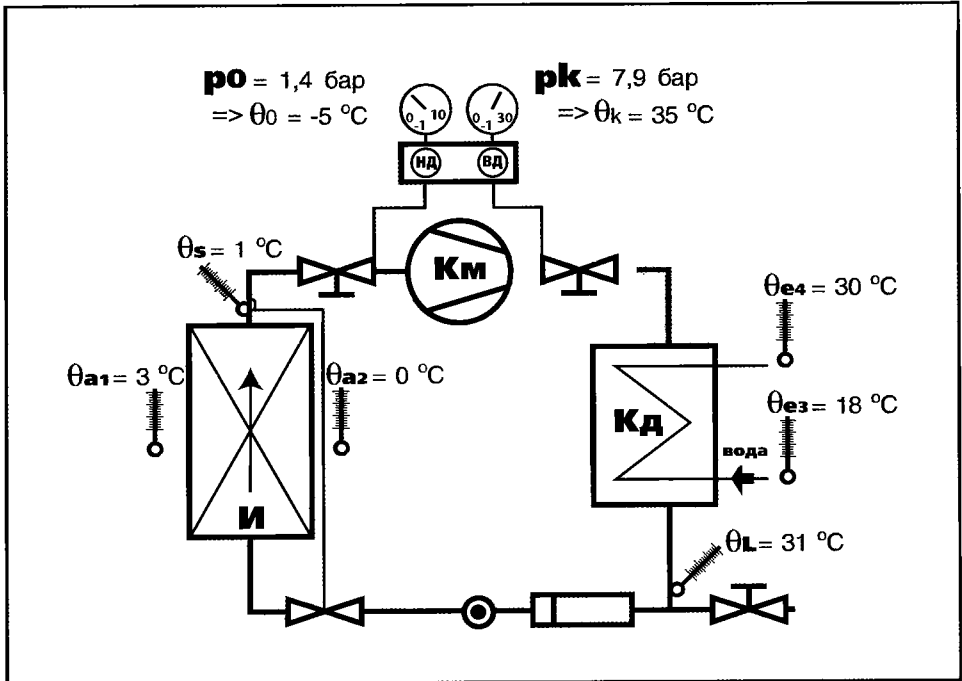 po = 1,4 бар
=> θ0 = -5 °C
pk = 7,9 бар
=> θk = 35 °C
0 -1 10
0 -1 30
НД
ВД
θs = 1 °C
Км
θe4 = 30 °C
θa1 = 3 °C
θa2 = 0 °C
θe3 = 18 °C
Кд
вода
И
θL = 31 °C